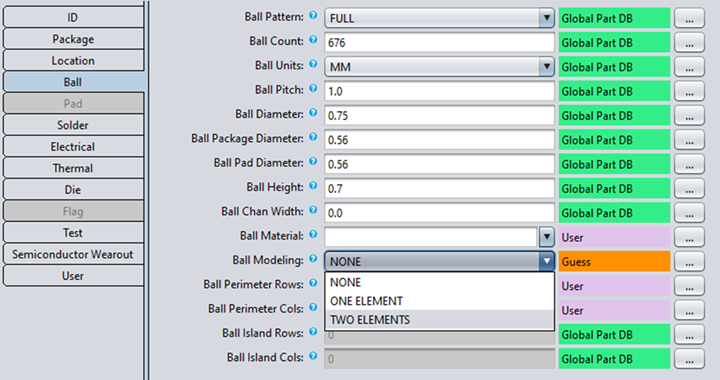 ID
Package
Location
Ball
Pad
Solder
Electrical
Thermal
Die
Flag
Test
Semiconductor Wearout
User
Ball Pattern: ? FULL Global Part DB ...
Ball Count: ? 676 Global Part DB ...
Ball Units: ? MM Global Part DB ...
Ball Pitch: ? 1.0 Global Part DB ...
Ball Diameter: ? 0.75 Global Part DB ...
Ball Package Diameter: ? 0.56 Global Part DB ...
Ball Pad Diameter: ? 0.56 Global Part DB ...
Ball Height: ? 0.7 Global Part DB ...
Ball Chan Width: ? 0.0 Global Part DB ...
Ball Material: ? User ...
Ball Modeling: ? NONE Guess ...
NONE
Ball Perimeter Rows: ? User ...
ONE ELEMENT
Ball Perimeter Cols: ? User ...
TWO ELEMENTS
Ball Island Rows: ? 0 Global Part DB ...
Ball Island Cols: ? 0 Global Part DB ...